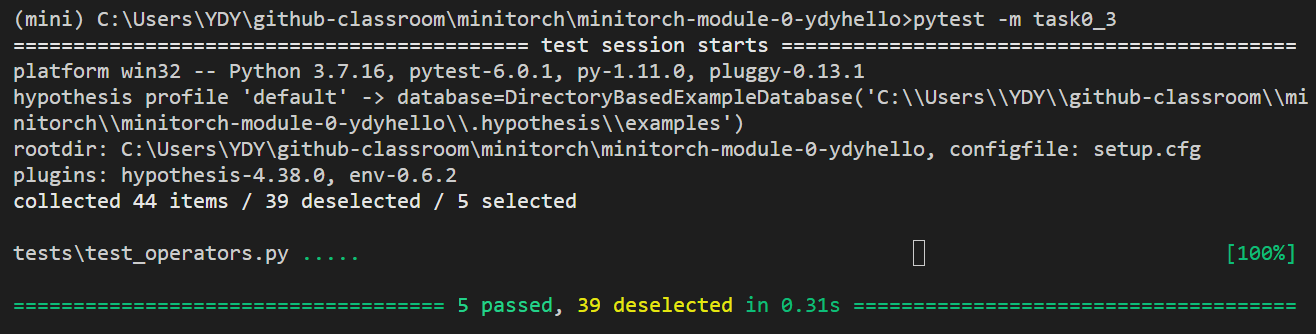 (mini) C:\Users\YDY\github-classroom\minitorch\minitorch-module-0-ydyhello>pytest -m task0_3
========================================== test session starts ==========================================
platform win32 -- Python 3.7.16, pytest-6.0.1, py-1.11.0, pluggy-0.13.1
hypothesis profile 'default' -> database=DirectoryBasedExampleDatabase('C:\\Users\\YDY\\github-classroom\\mi
nitorch\\minitorch-module-0-ydyhello\\.hypothesis\\examples')
rootdir: C:\Users\YDY\github-classroom\minitorch\minitorch-module-0-ydyhello, configfile: setup.cfg
plugins: hypothesis-4.38.0, env-0.6.2
collected 44 items / 39 deselected / 5 selected
tests\test_operators.py ..... [100%]
=================================== 5 passed, 39 deselected in 0.31s ====================================